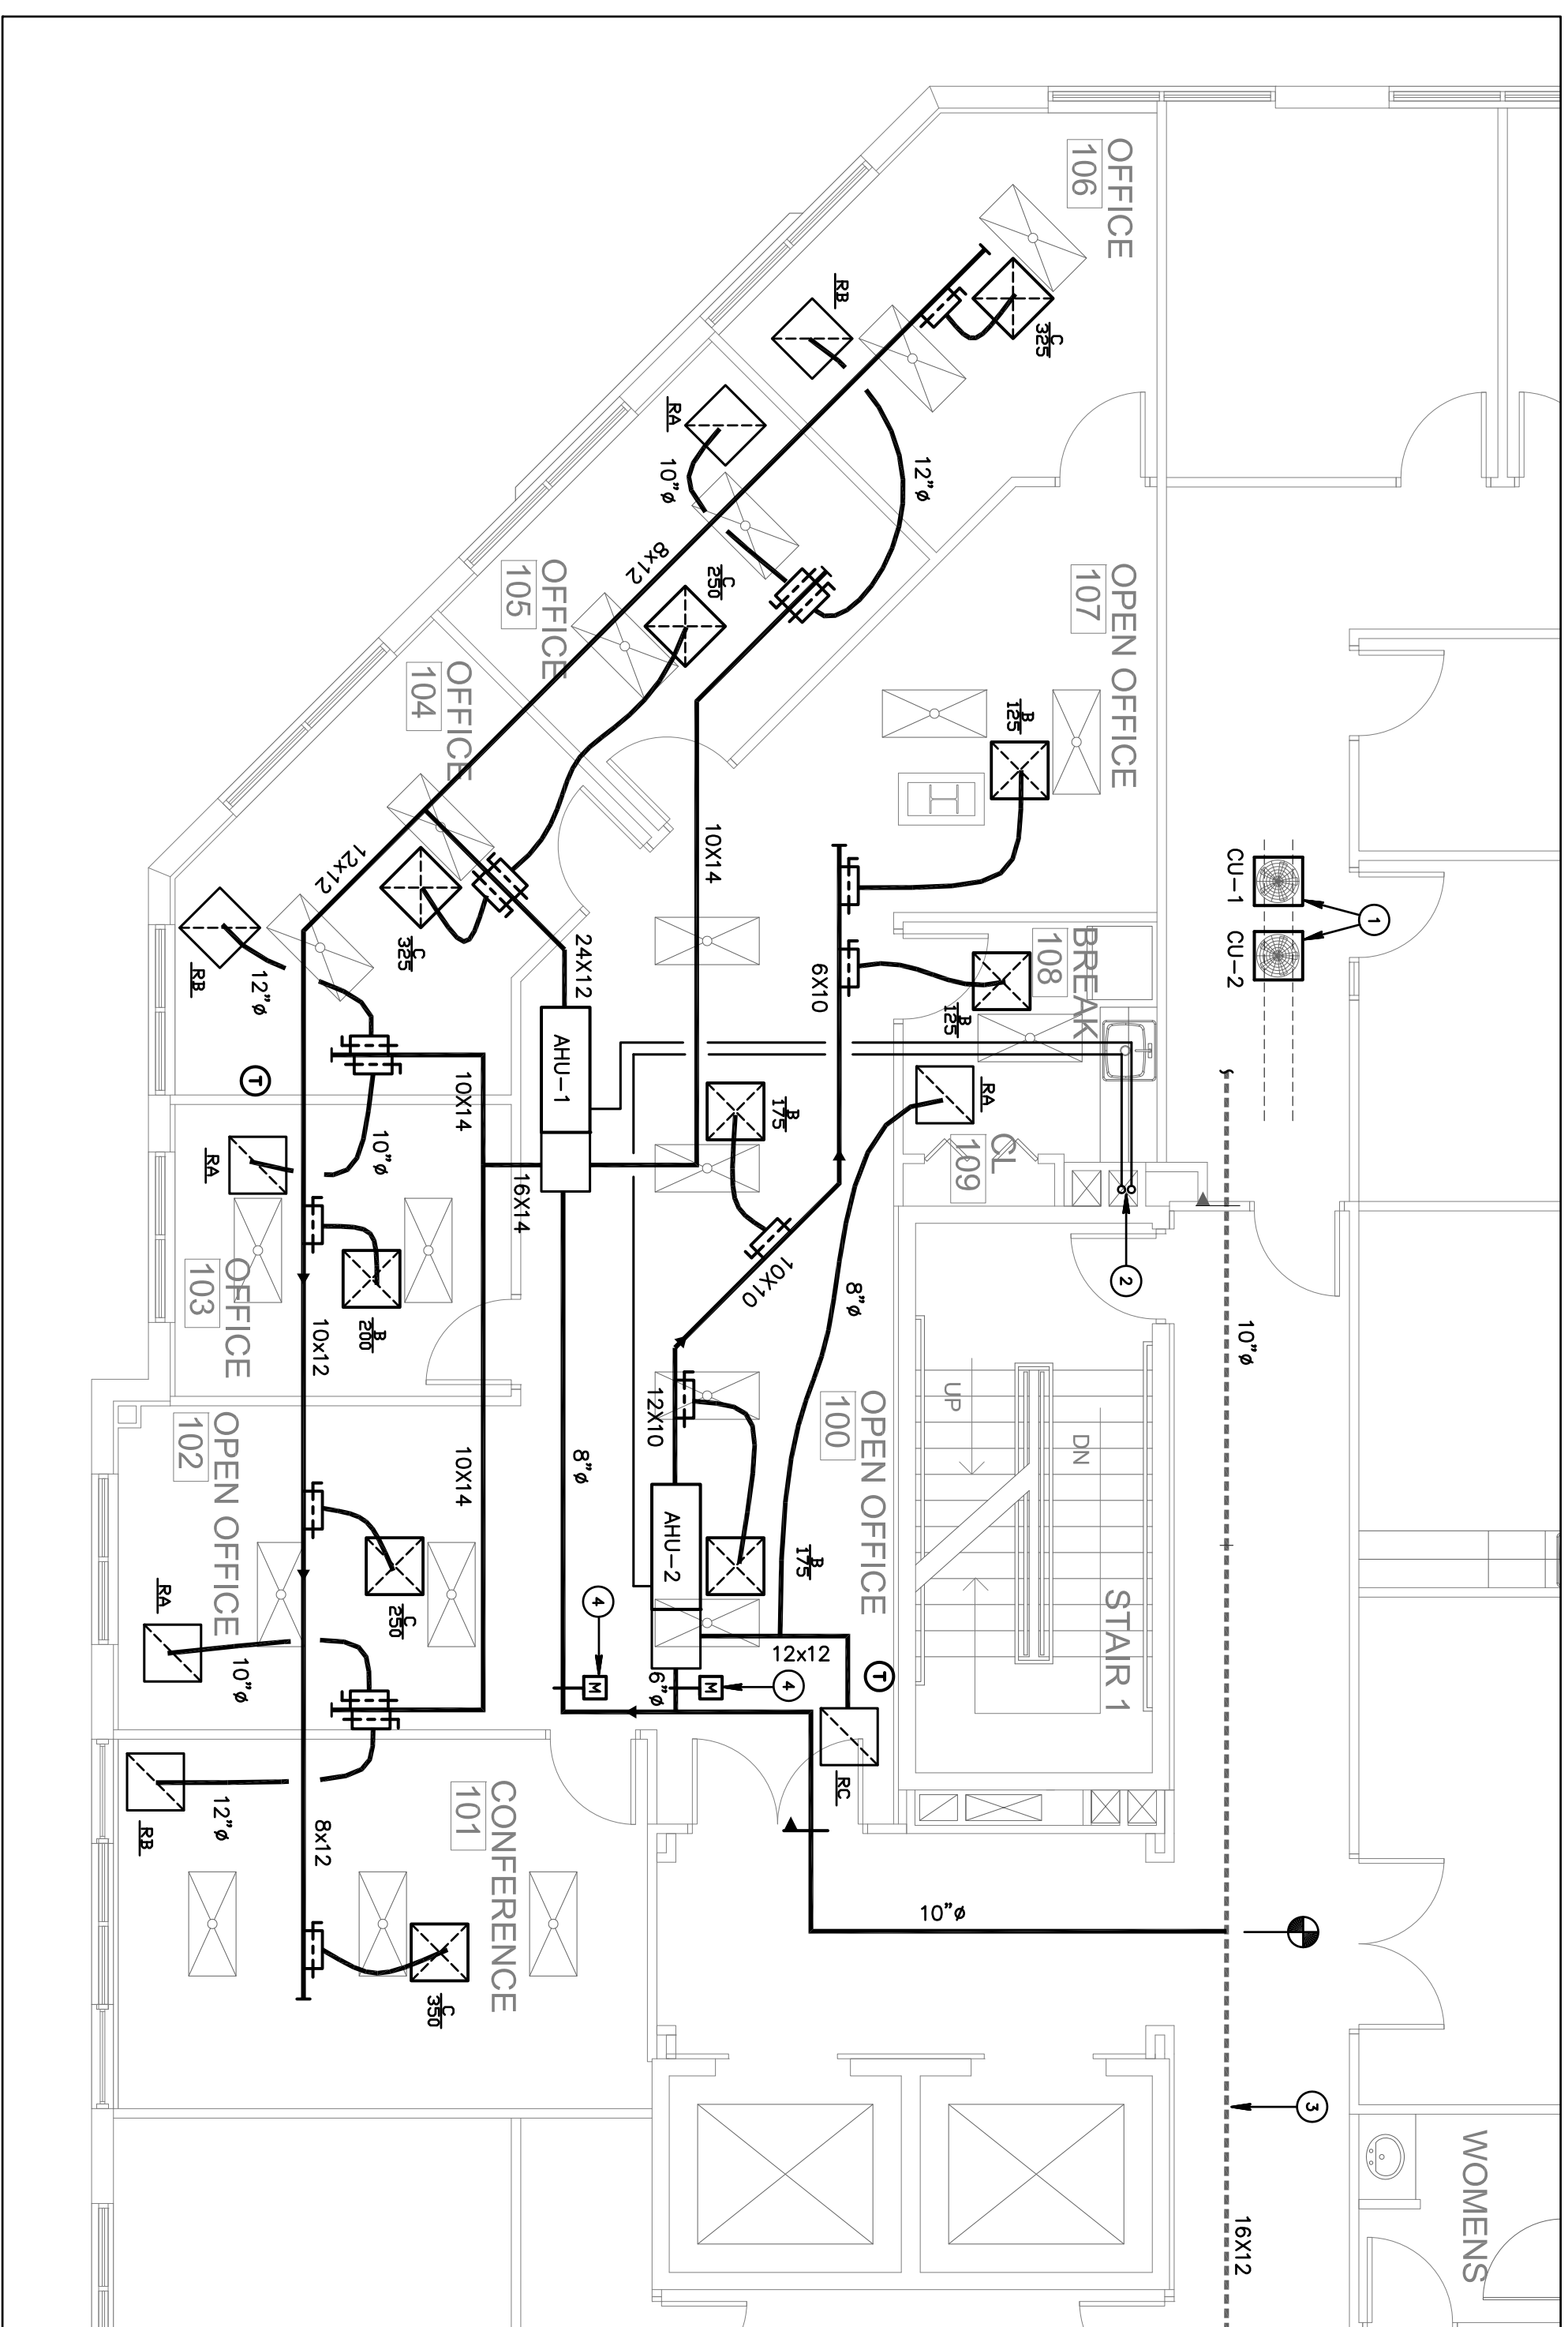 OFFICE
106
C
325
RB
RA
10"ø
12"ø
8x12
C
250
OFFICE
105
OFFICE
104
OPEN OFFICE
107
B
125
10X14
CU-1
CU-2
1
12x12
C
325
RB
12"ø
24X12
6X10
BREAK
108
B
125
AHU-1
T
10X14
10"ø
RA
B
175
RA
CL
109
16X14
2
10X10
8"ø
10"ø
OFFICE
103
B
200
10x12
12X10
8"ø
10X14
OPEN OFFICE
102
C
250
RA
10"ø
OPEN OFFICE
100
UP
DN
STAIR 1
AHU-2
B
175
4
M
M
4
6"ø
12x12
T
RC
RB
12"ø
8x12
CONFERENCE
101
C
350
10"ø
3
16X12
WOMENS